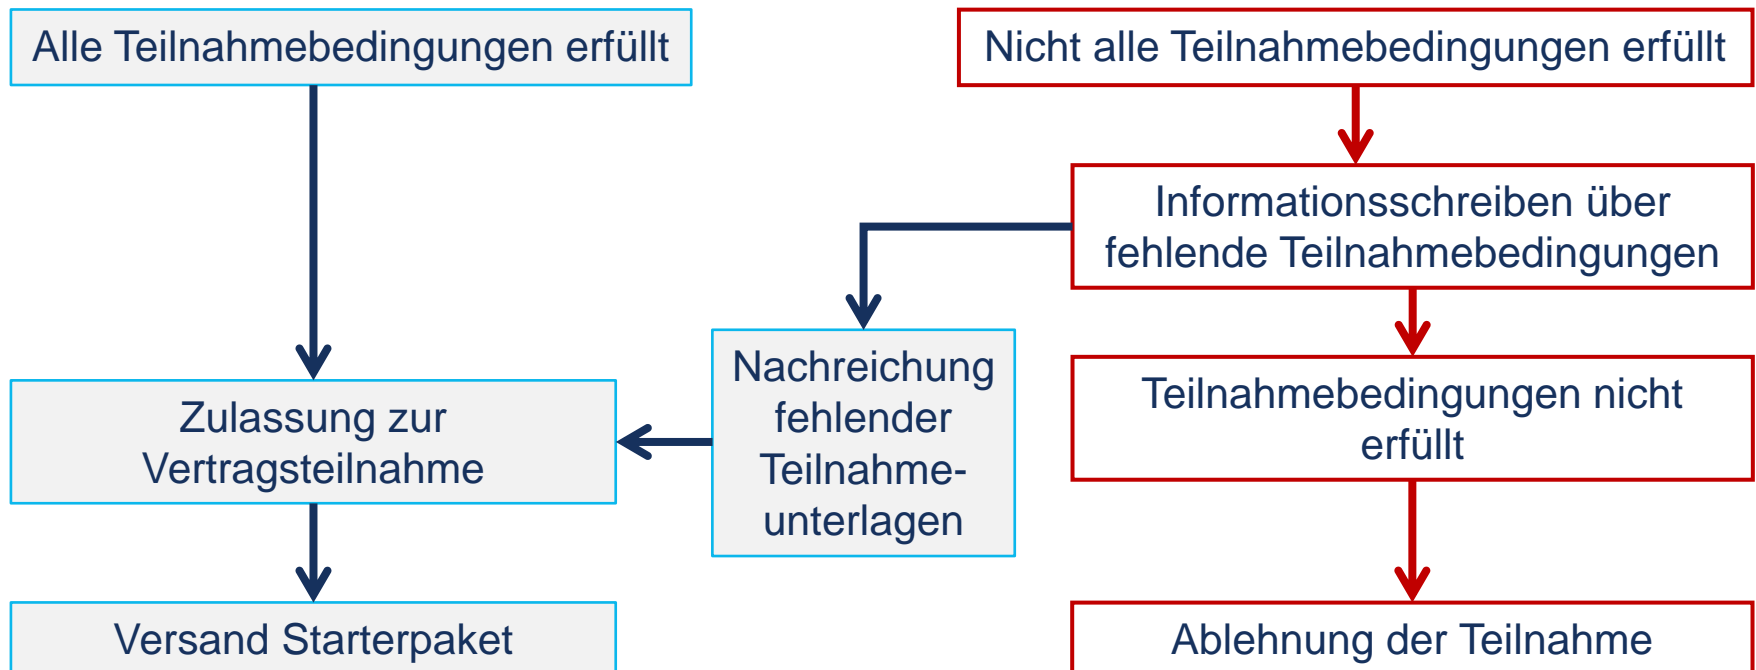 Alle Teilnahmebedingungen erfüllt
Nicht alle Teilnahmebedingungen erfüllt
Informationsschreiben über
fehlende Teilnahmebedingungen
Nachreichung
fehlender
Teilnahme-
unterlagen
Teilnahmebedingungen nicht
erfüllt
Zulassung zur
Vertragsteilnahme
Versand Starterpaket
Ablehnung der Teilnahme